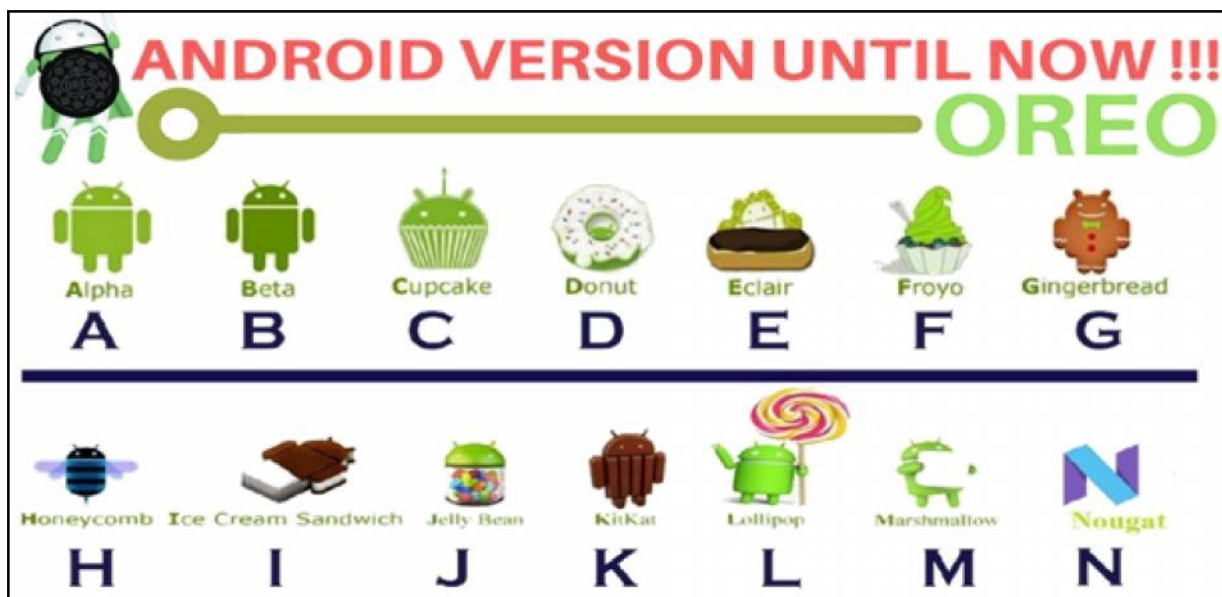 ANDROID VERSION UNTIL NOW !!!
OREO
Alpha Beta Cupcake Donut Eclair Froyo Gingerbread
A B C D E F G
Honeycomb Ice Cream Sandwich Jelly Bean KitKat Lollipop Marshmallow Nougat
H I J K L M N